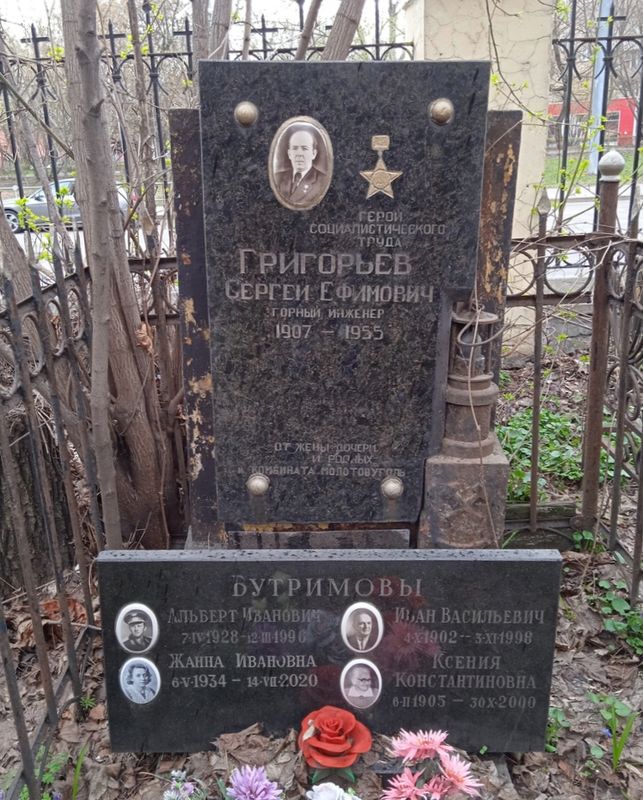 ГЕРОЙ
СОЦИАЛИСТИЧЕСКОГО
ТРУДА
ГРИГОРЬЕВ
СЕРГЕЙ ЕФИМОВИЧ
ГОРНЫЙ ИНЖЕНЕР
1907 – 1955
ОТ ЖЕНЫ ДОЧЕРИ
И РОДНЫХ
И КОМБИНАТА МОЛОТОВУГОЛЬ
БУТРИМОВЫ
АЛЬБЕРТ ИВАНОВИЧ
7·IV·1928 – 12·III·1996
ЖАННА ИВАНОВНА
6·V·1934 – 14·VII·2020
ИВАН ВАСИЛЬЕВИЧ
4·X·1902 – 3·XI·1998
КСЕНИЯ
КОНСТАНТИНОВНА
6·II·1905 – 30·X·2000